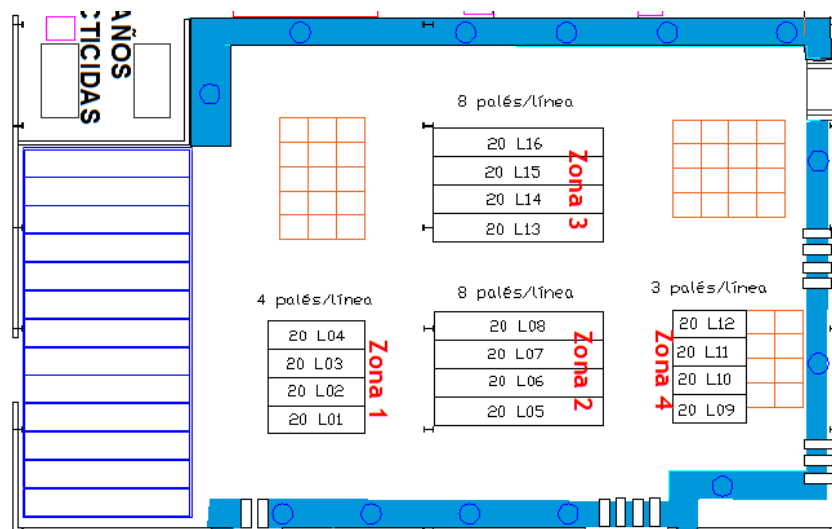 AÑOS
CTICIDAS
8 palés/línea
20 L16
20 L15
20 L14
20 L13
Zona 3
4 palés/línea
20 L04
20 L03
20 L02
20 L01
Zona 1
8 palés/línea
20 L08
20 L07
20 L06
20 L05
Zona 2
3 palés/línea
20 L12
20 L11
20 L10
20 L09
Zona 4